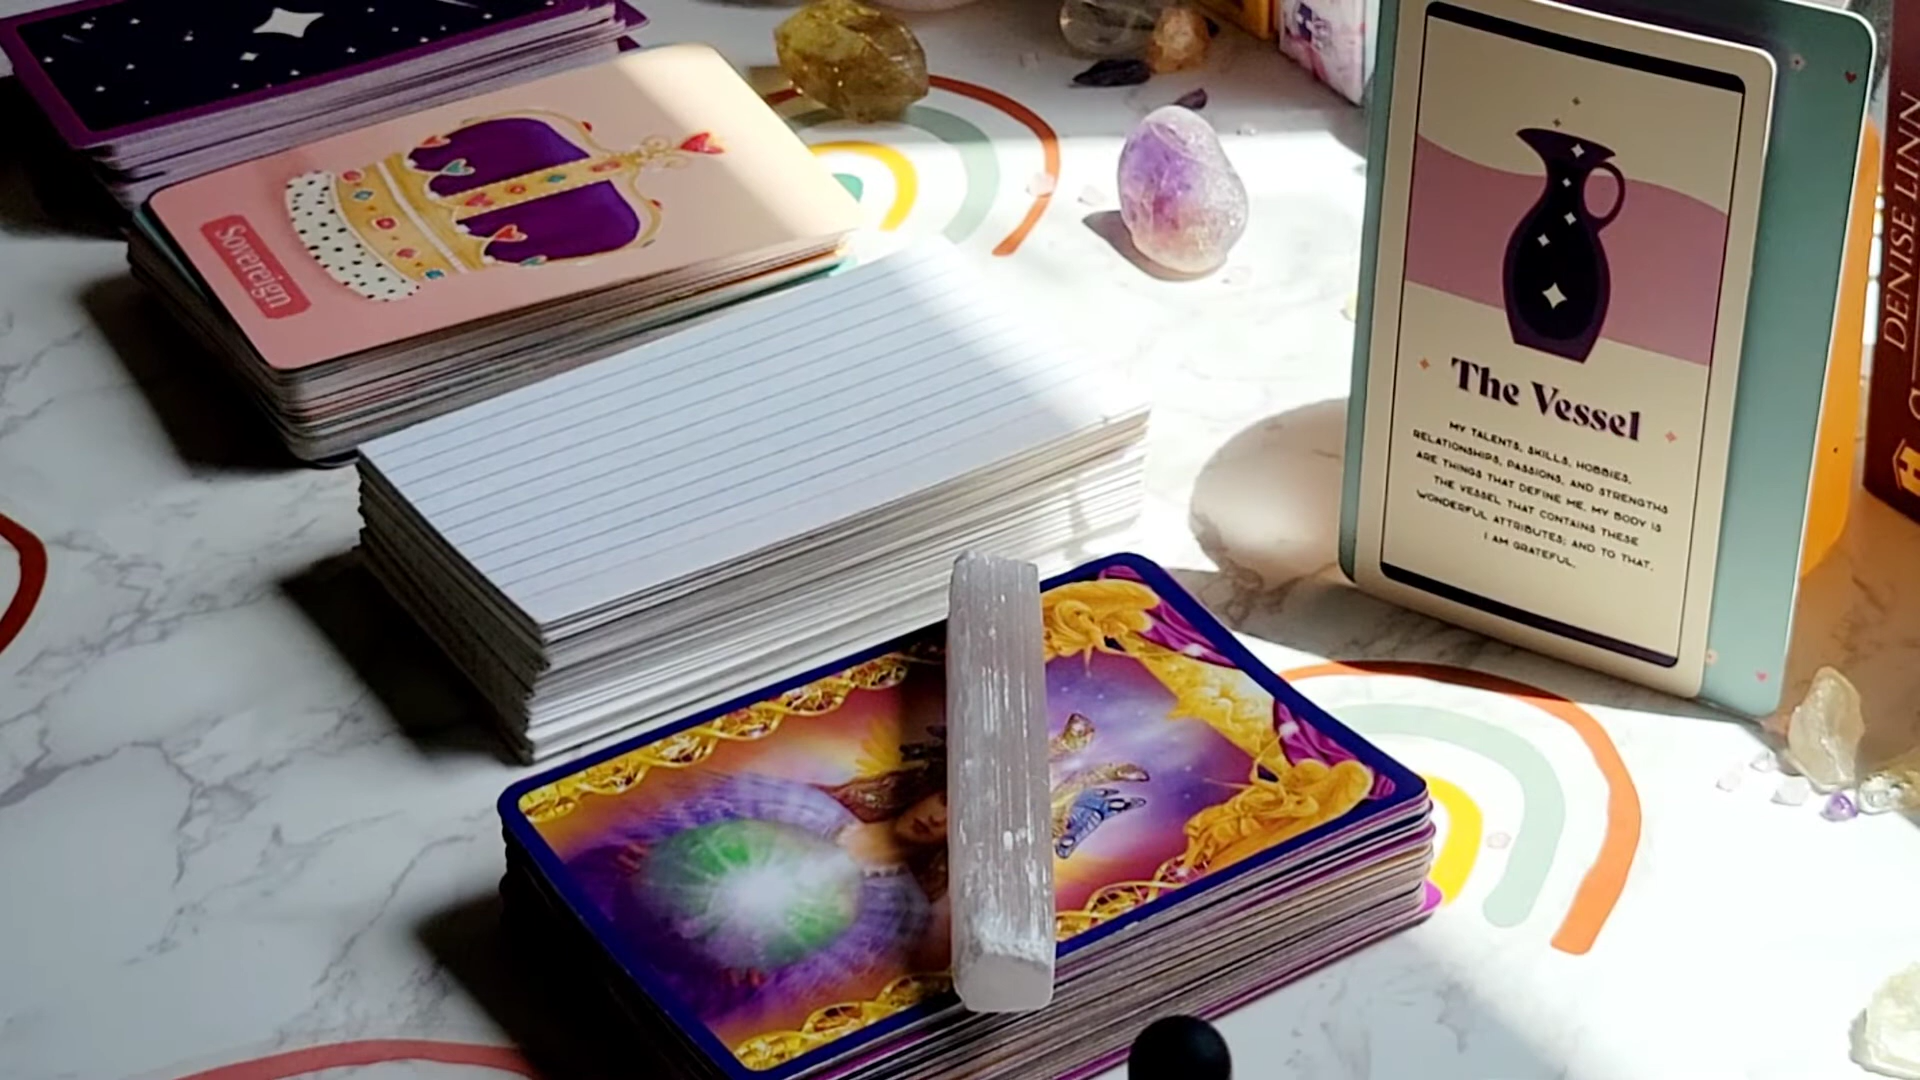 Sovereign
The Vessel
MY TALENTS, SKILLS, HOBBIES,
RELATIONSHIPS, PASSIONS, AND STRENGTHS
ARE THINGS THAT DEFINE ME. MY BODY IS
THE VESSEL THAT CONTAINS THESE
WONDERFUL ATTRIBUTES; AND TO THAT,
I AM GRATEFUL.
DENISE LINN